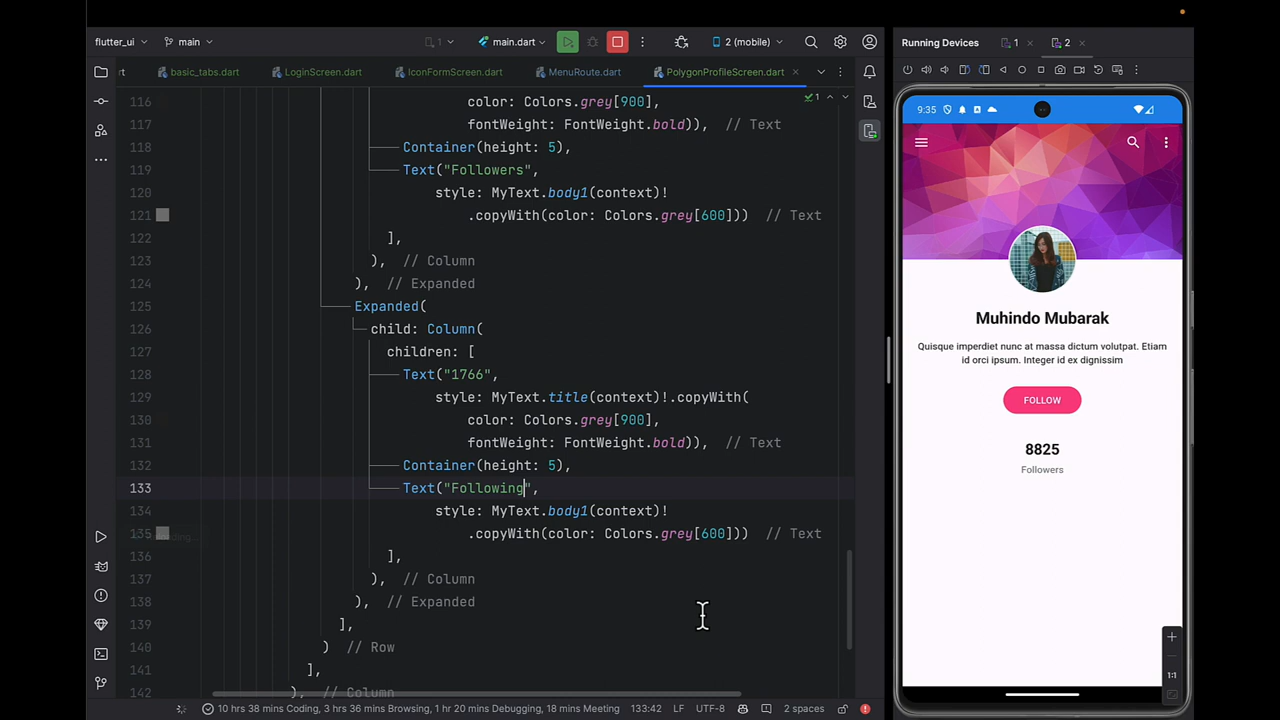 flutter_ui main 1 main.dart 2 (mobile) Running Devices 1 2
rt basic_tabs.dart LoginScreen.dart IconFormScreen.dart MenuRoute.dart PolygonProfileScreen.dart
116 color: Colors.grey[900], 1
117 fontWeight: FontWeight.bold)), // Text
118 Container(height: 5),
119 Text("Followers",
120 style: MyText.body1(context)!
121 .copyWith(color: Colors.grey[600])) // Text
122 ],
123 ), // Column
124 ), // Expanded
125 Expanded(
126 child: Column(
127 children: [
128 Text("1766",
129 style: MyText.title(context)!.copyWith(
130 color: Colors.grey[900],
131 fontWeight: FontWeight.bold)), // Text
132 Container(height: 5),
133 Text("Following",
134 style: MyText.body1(context)!
135 .copyWith(color: Colors.grey[600])) // Text
136 ],
137 ), // Column
138 ), // Expanded
139 ],
140 ) // Row
141 ],
142 ), // Column
10 hrs 38 mins Coding, 3 hrs 36 mins Browsing, 1 hr 20 mins Debugging, 18 mins Meeting 133:42 LF UTF-8 2 spaces
9:35
Muhindo Mubarak
Quisque imperdiet nunc at massa dictum volutpat. Etiam
id orci ipsum. Integer id ex dignissim
FOLLOW
8825
Followers
1:1